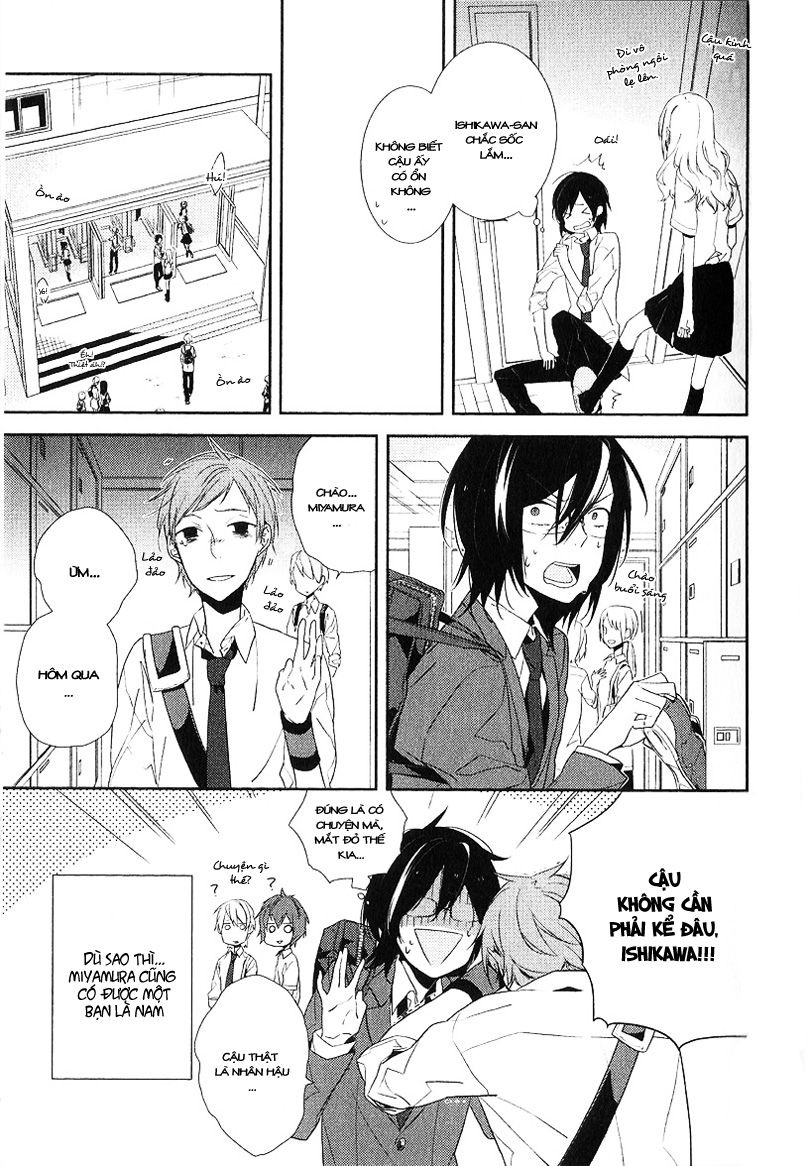 Cậu kinh
quá
Đi vô
phòng ngồi
lẹ lên
Oái!
ISHIKAWA-SAN
CHẮC SỐC
LẮM...
KHÔNG BIẾT
CẬU ẤY
CÓ ỔN
KHÔNG
...
Hú!
Ồn ào
Yo!
Êk!
Thiệt đh?
Ồn ào
Chào
buổi sáng
CHÀO...
MIYAMURA
...
Lảo
đảo
Lảo
đảo
ỪM...
HÔM QUA
...
CẬU
KHÔNG CẦN
PHẢI KỂ ĐÂU,
ISHIKAWA!!!
ĐÚNG LÀ CÓ
CHUYỆN MÀ,
MẮT ĐỎ THẾ
KIA...
Chuyện gì
thế?
?
?
CẬU THẬT
LÀ NHÂN HẬU
...
DÙ SAO THÌ...
MIYAMURA CŨNG
CÓ ĐƯỢC MỘT
BẠN LÀ NAM